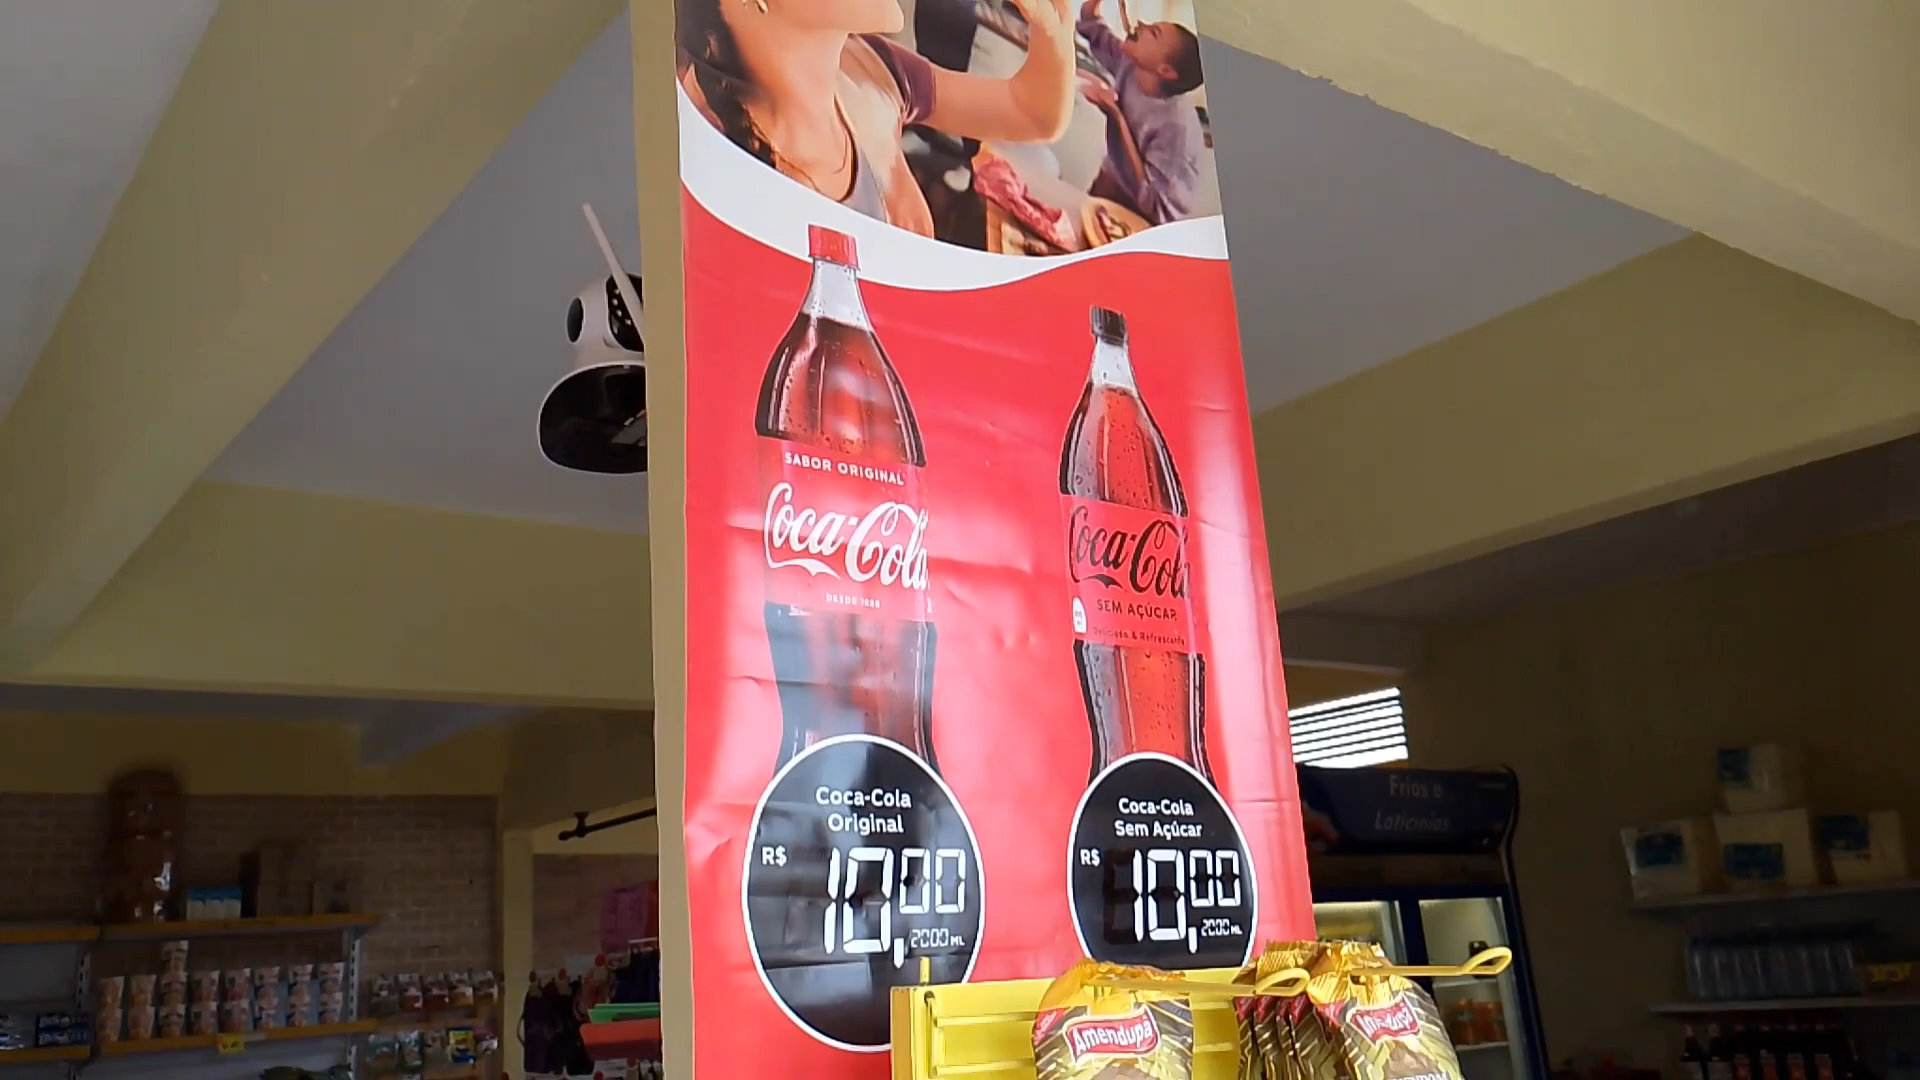 SABOR ORIGINAL
Coca-Cola
DESDE 1886
Coca-Cola
SEM AÇÚCAR
Delicioso & Refrescante
Coca-Cola
Original
R$ 10,00
2000 ML
Coca-Cola
Sem Açúcar
R$ 10,00
2000 ML
Frios e
Laticínios
Amendupã